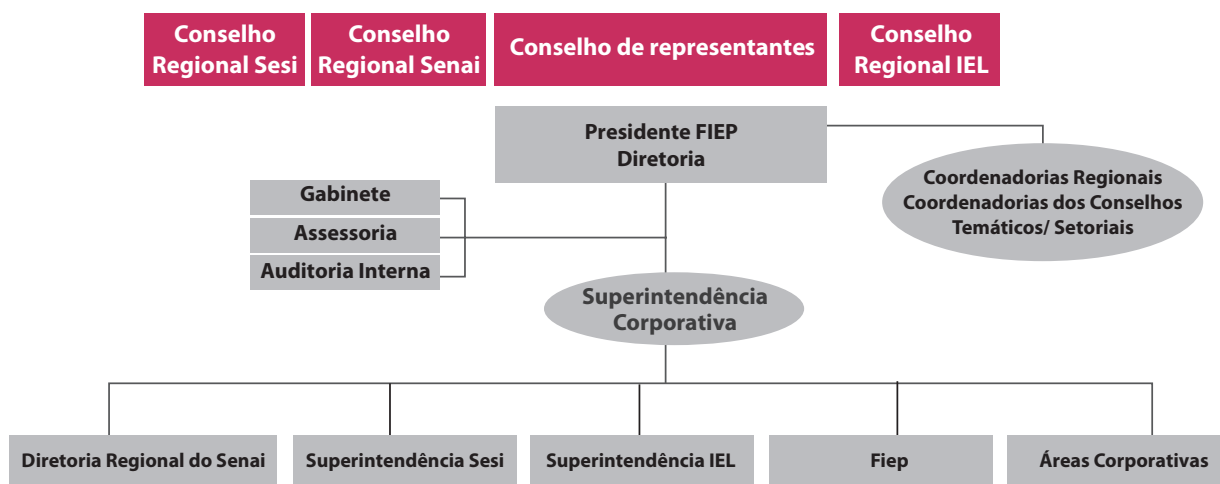 Conselho
Regional Sesi
Conselho
Regional Senai
Conselho de representantes
Conselho
Regional IEL
Presidente FIEP
Diretoria
Coordenadorias Regionais
Coordenadorias dos Conselhos
Temáticos/ Setoriais
Gabinete
Assessoria
Auditoria Interna
Superintendência
Corporativa
Diretoria Regional do Senai
Superintendência Sesi
Superintendência IEL
Fiep
Áreas Corporativas